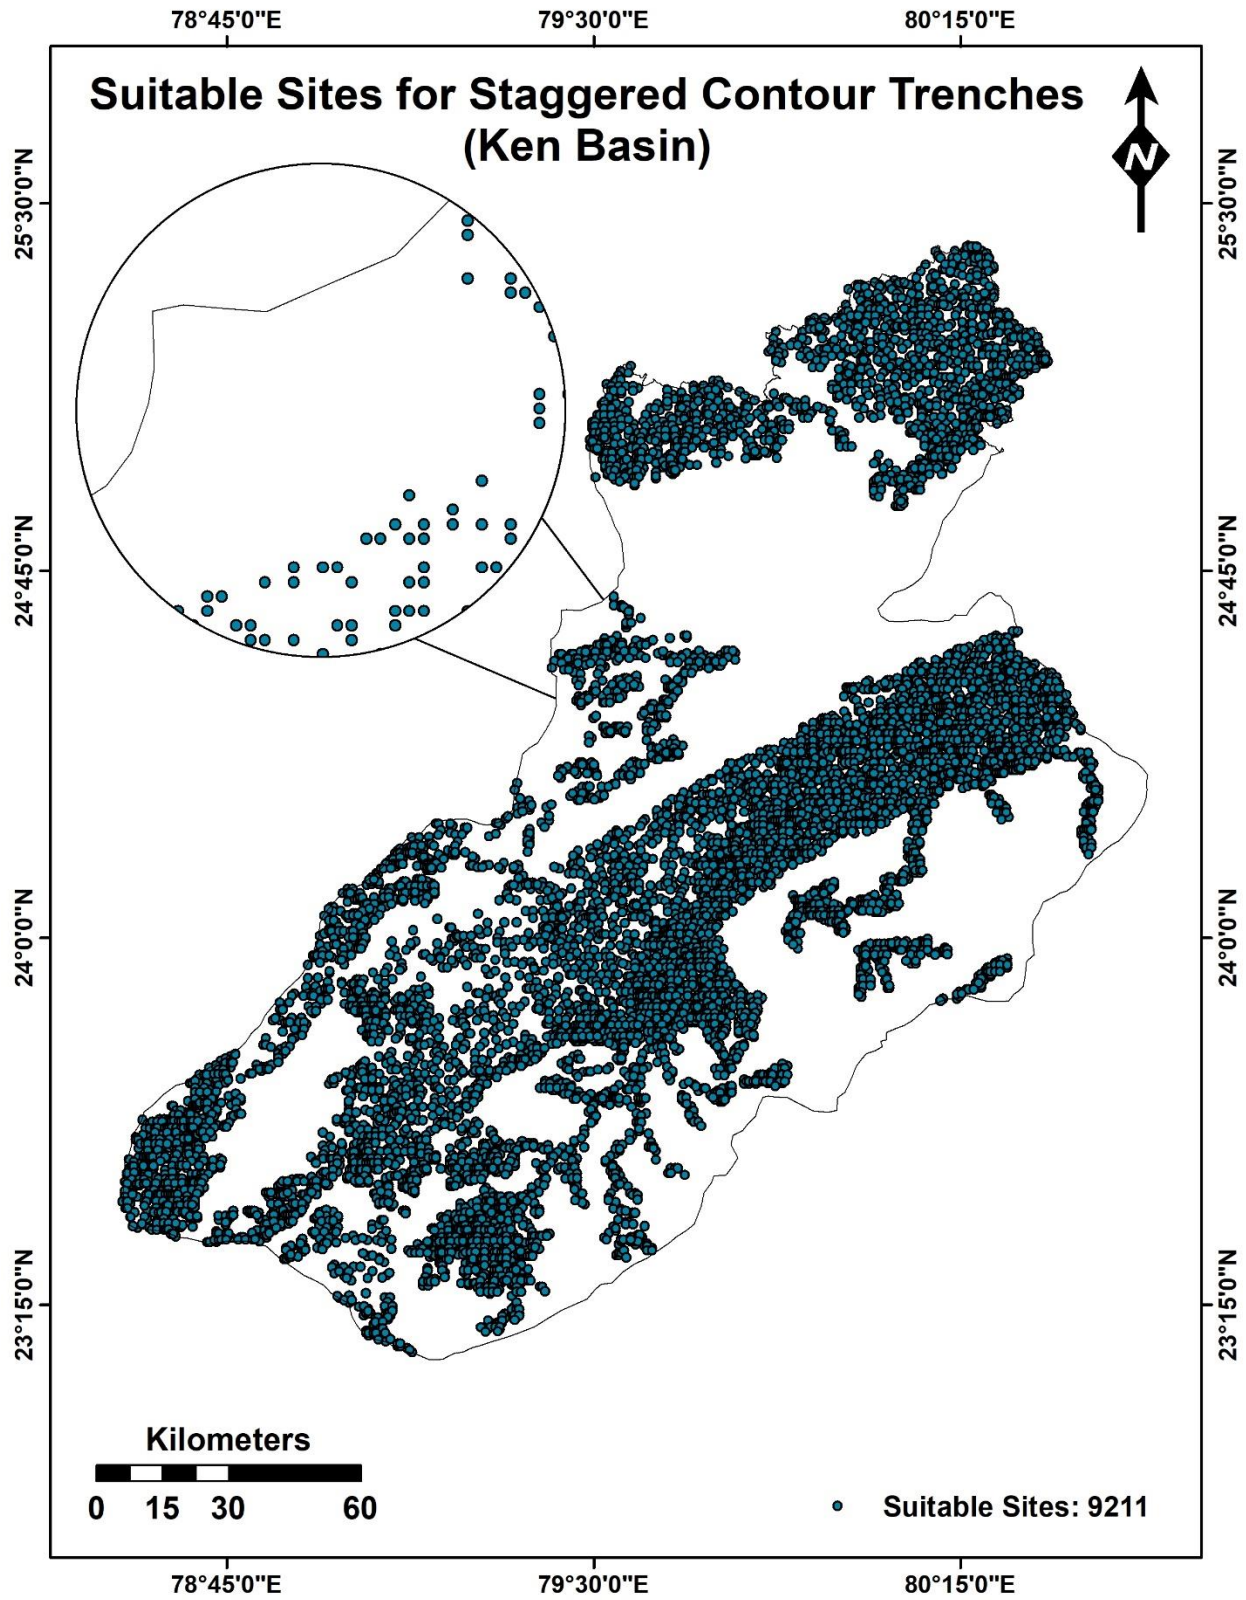 78°45'0"E 79°30'0"E 80°15'0"E
Suitable Sites for Staggered Contour Trenches
(Ken Basin)
N
25°30'0"N 25°30'0"N
24°45'0"N 24°45'0"N
24°0'0"N 24°0'0"N
23°15'0"N 23°15'0"N
Kilometers
0 15 30 60
Suitable Sites: 9211
78°45'0"E 79°30'0"E 80°15'0"E